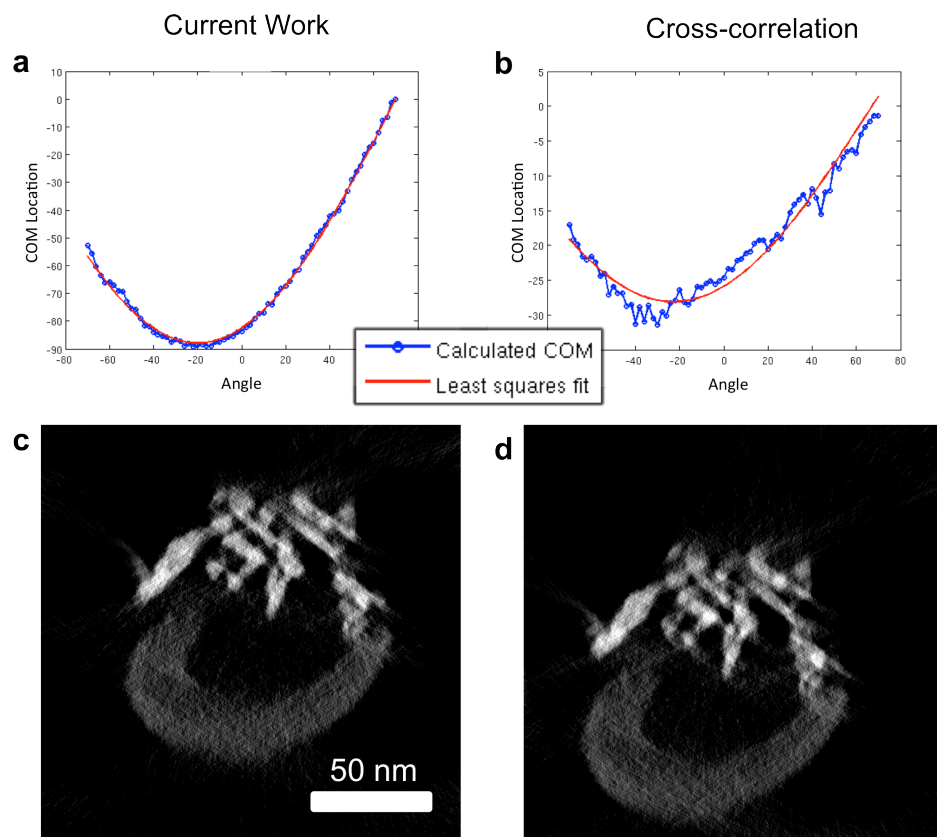 Current Work
Cross-correlation
a
b
10
0
-10
-20
-30
-40
-50
-60
-70
-80
-90
COM Location
-80
-60
-40
-20
0
20
40
Angle
5
0
-5
10
15
20
25
30
COM Location
-40
-20
0
20
40
60
80
Angle
Calculated COM
Least squares fit
c
d
50 nm